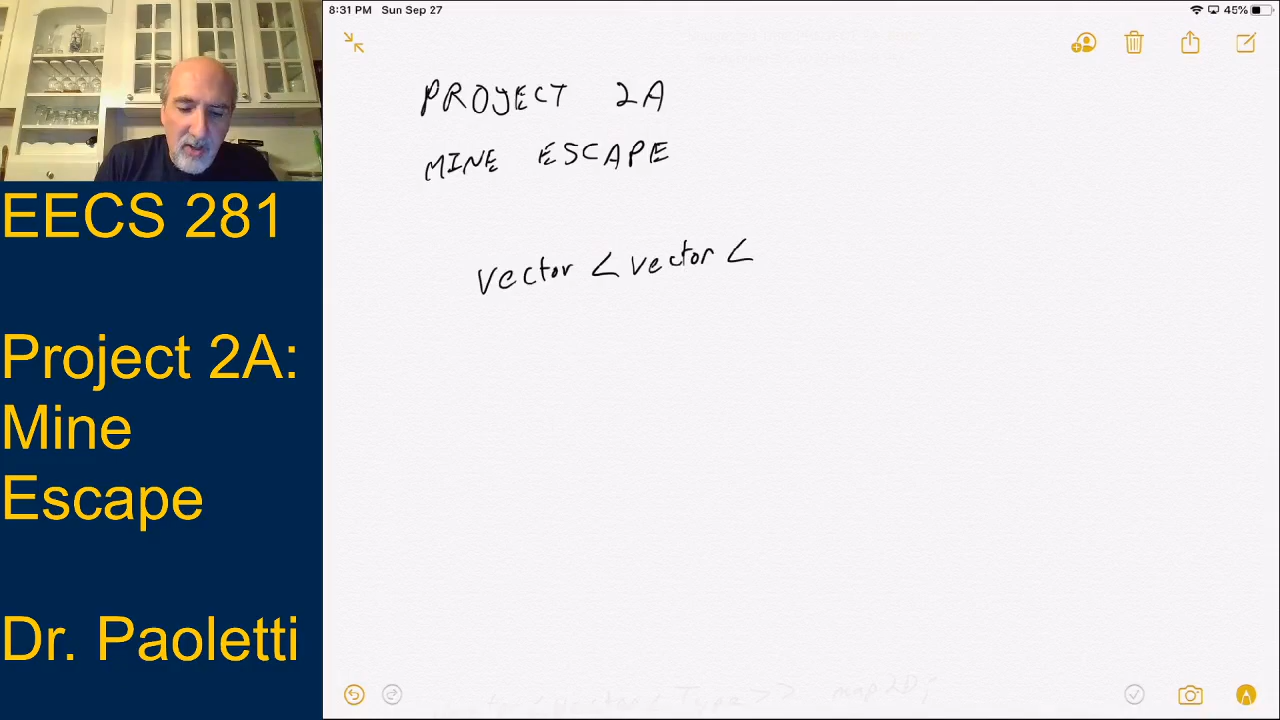 8:31 PM Sun Sep 27
45%
EECS 281
Project 2A:
Mine
Escape
Dr. Paoletti
PROJECT 2A
MINE ESCAPE
vector < vector <